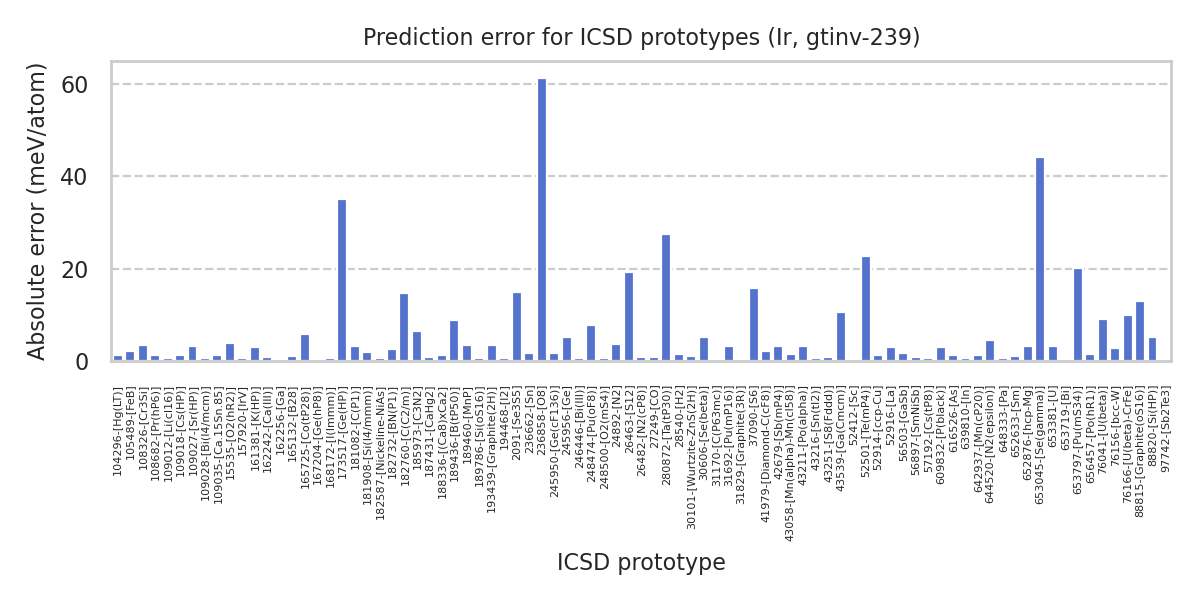 Prediction error for ICSD prototypes (Ir, gtinv-239)
Absolute error (meV/atom)
60
40
20
0
104296-[Hg(LT)]
105489-[FeB]
108326-[Cr3Si]
108682-[Pr(hP6)]
109012-[Li(cI16)]
109018-[Cs(HP)]
109027-[Sr(HP)]
109028-[Bi(I4/mcm)]
109035-[Ca.15Sn.85]
15535-[O2(hR2)]
157920-[IrV]
161381-[K(HP)]
162242-[Ca(III)]
162256-[Ga]
165132-[B28]
165725-[Co(tP28)]
167204-[Ge(hP8)]
168172-[I(Immm)]
173517-[Ge(HP)]
181082-[C(P1)]
181908-[Si(I4/mmm)]
182587-[Nickeline-NiAs]
182732-[BN(P1)]
182760-[C(C2/m)]
185973-[C3N2]
187431-[CaHg2]
188336-[(Ca8)xCa2]
189436-[B(tP50)]
189460-[MnP]
189786-[Si(oS16)]
193439-[Graphite(2H)]
194468-[I2]
2091-[Se3S5]
236662-[Sn]
236858-[O8]
245950-[Ge(cF136)]
245956-[Ge]
246446-[Bi(III)]
248474-[Pu(oF8)]
248500-[O2(mS4)]
24892-[N2]
26463-[S12]
26482-[N2(cP8)]
27249-[CO]
280872-[Ta(tP30)]
28540-[H2]
30101-[Wurtzite-ZnS(2H)]
30606-[Se(beta)]
31170-[C(P63mc)]
31692-[Pu(mP16)]
31829-[Graphite(3R)]
37090-[S6]
41979-[Diamond-C(cF8)]
42679-[Sb(mP4)]
43058-[Mn(alpha)-Mn(cI58)]
43211-[Po(alpha)]
43216-[Sn(tI2)]
43251-[S8(Fddd)]
43539-[Ga(Cmcm)]
52412-[Sc]
52501-[Te(mP4)]
52914-[ccp-Cu]
52916-[La]
56503-[GaSb]
56897-[SmNiSb]
57192-[Cs(tP8)]
609832-[P(black)]
616526-[As]
639810-[In]
642937-[Mn(cP20)]
644520-[N2(epsilon)]
648333-[Pa]
652633-[Sm]
652876-[hcp-Mg]
653045-[Se(gamma)]
653381-[U]
653719-[Si]
653797-[Pu(mS34)]
656457-[Po(hR1)]
76041-[U(beta)]
76156-[bcc-W]
76166-[U(beta)-CrFe]
88815-[Graphite(oS16)]
88820-[Si(HP)]
97742-[Sb2Te3]
ICSD prototype